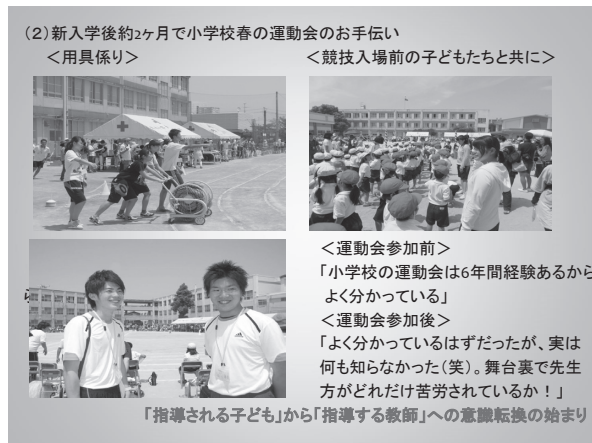 (2)新入学後約2ヶ月で小学校春の運動会のお手伝い
<用具係り>
<競技入場前の子どもたちと共に>
<運動会参加前>
「小学校の運動会は6年間経験あるから
よく分かっている」
<運動会参加後>
「よく分かっているはずだったが、実は
何も知らなかった(笑)。舞台裏で先生
方がどれだけ苦労されているか!」
「指導される子ども」から「指導する教師」への意識転換の始まり